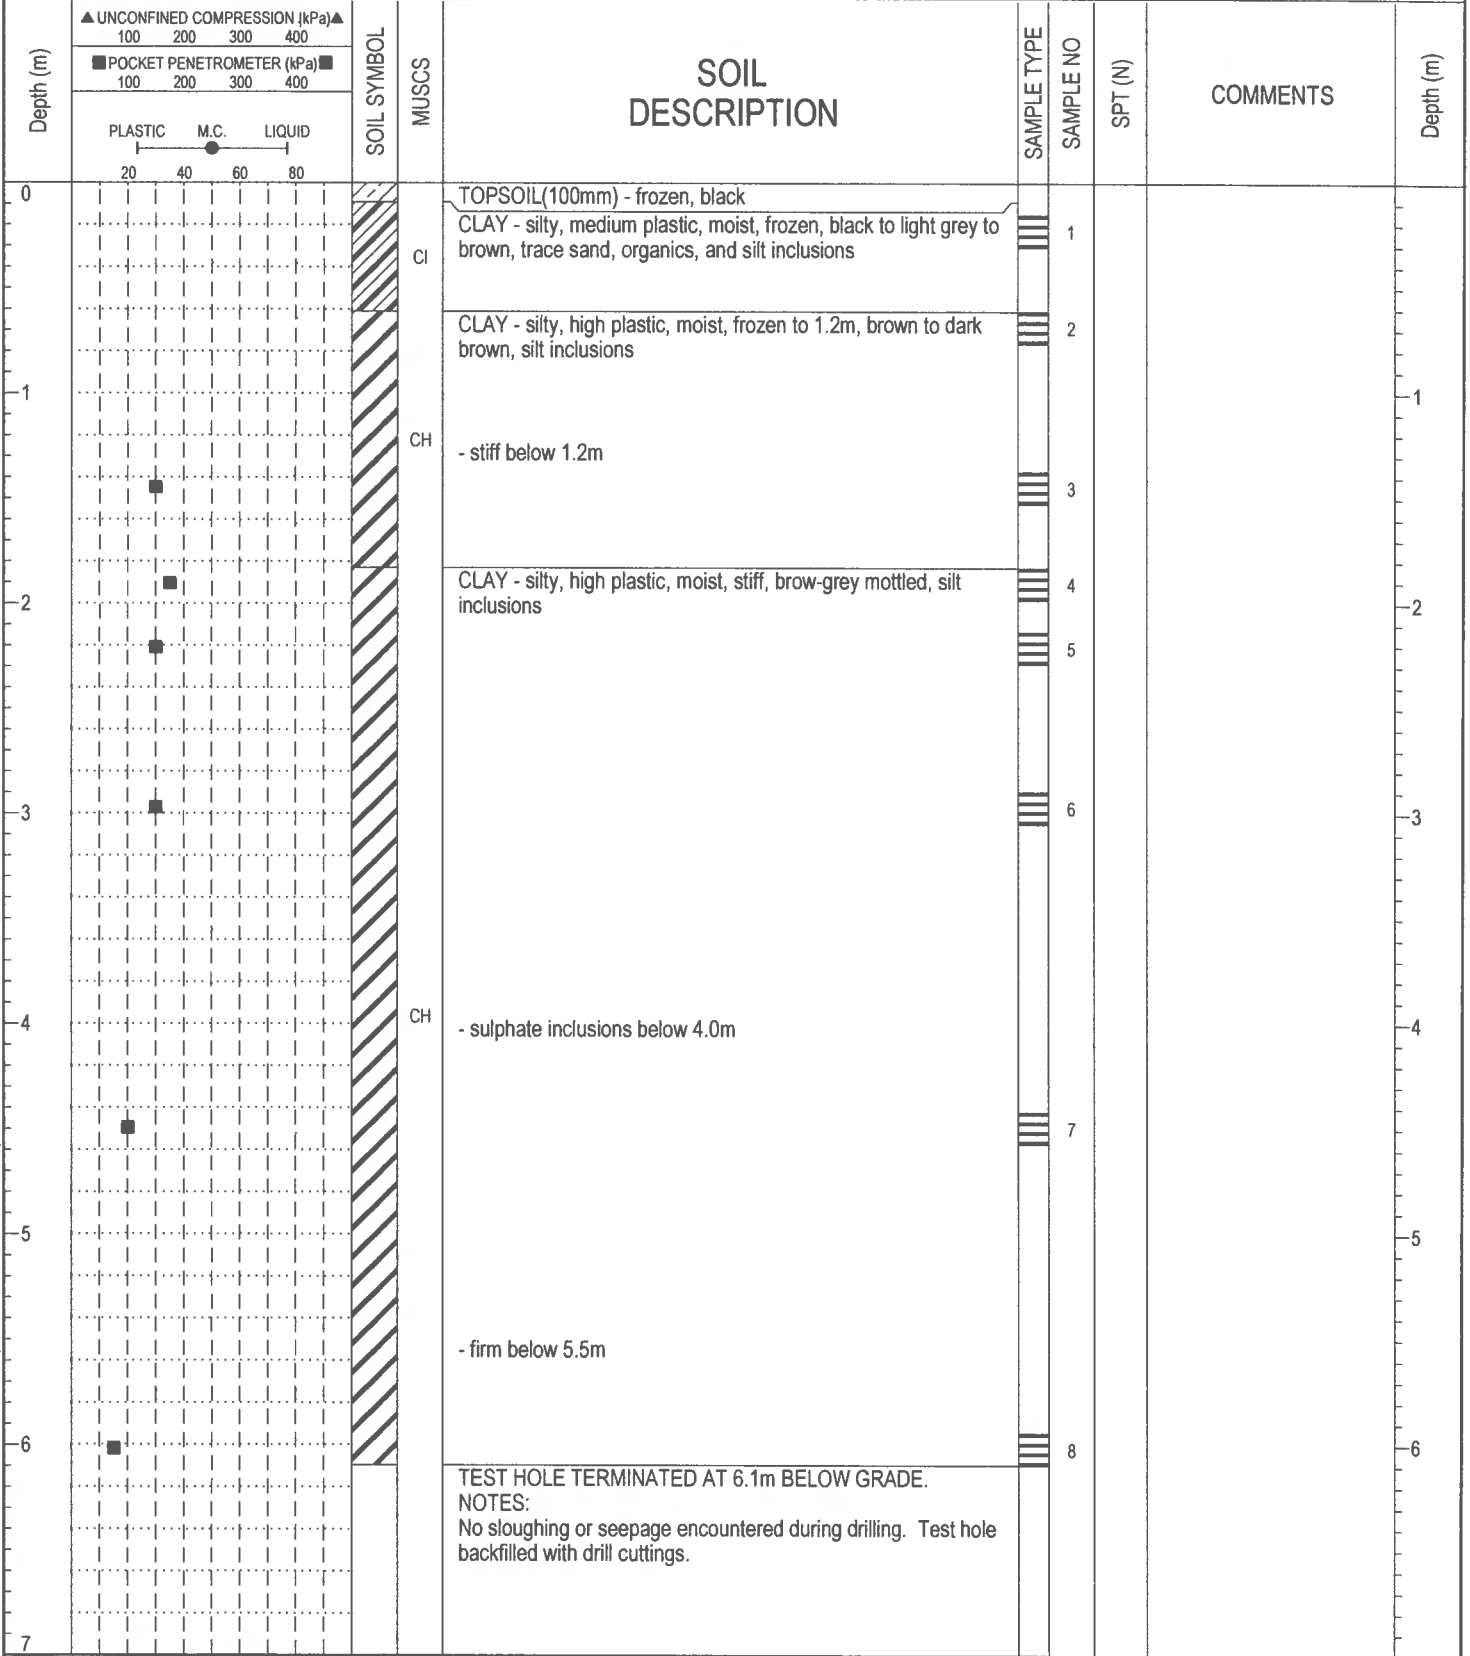 Depth (m)
▲ UNCONFINED COMPRESSION (kPa) ▲
100 200 300 400
■ POCKET PENETROMETER (kPa) ■
100 200 300 400
PLASTIC M.C. LIQUID
20 40 60 80
SOIL SYMBOL
MUSCS
SOIL
DESCRIPTION
SAMPLE TYPE
SAMPLE NO
SPT (N)
COMMENTS
Depth (m)
0
TOPSOIL(100mm) - frozen, black
CI
CLAY - silty, medium plastic, moist, frozen, black to light grey to
brown, trace sand, organics, and silt inclusions
1
CLAY - silty, high plastic, moist, frozen to 1.2m, brown to dark
brown, silt inclusions
2
1
1
CH
- stiff below 1.2m
3
CLAY - silty, high plastic, moist, stiff, brow-grey mottled, silt
inclusions
4
2
2
5
3
6
3
4
CH
- sulphate inclusions below 4.0m
4
7
5
5
- firm below 5.5m
6
8
6
TEST HOLE TERMINATED AT 6.1m BELOW GRADE.
NOTES:
No sloughing or seepage encountered during drilling. Test hole
backfilled with drill cuttings.
7